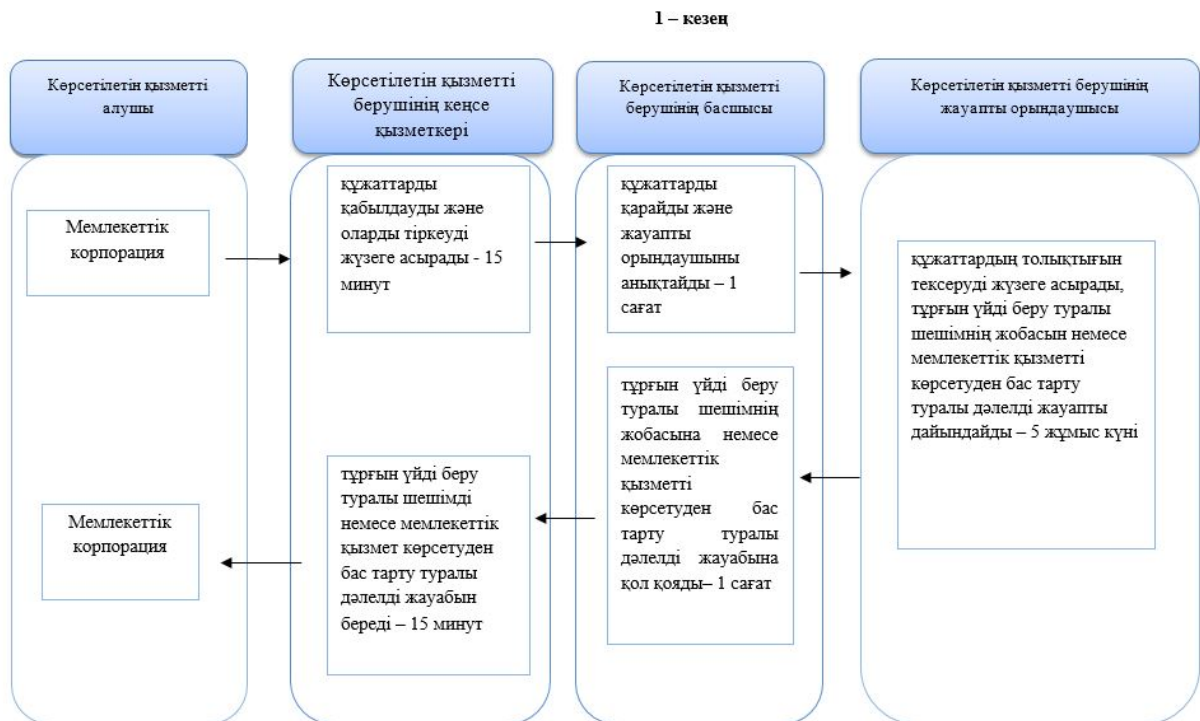 1 – кезең
Көрсетілетін қызметті
алушы
Көрсетілетін қызметті
берушінің кеңсе
қызметкері
Көрсетілетін қызметті
берушінің басшысы
Көрсетілетін қызметті берушінің
жауапты орындаушысы
Мемлекеттік
корпорация
құжаттарды
қабылдауды және
оларды тіркеуді
жүзеге асырады - 15
минут
құжаттарды
қарайды және
жауапты
орындаушыны
анықтайды – 1
сағат
құжаттардың толықтығын
тексеруді жүзеге асырады,
тұрғын үйді беру туралы
шешімнің жобасын немесе
мемлекеттік қызметті
көрсетуден бас тарту
туралы дәлелді жауапты
дайындайды – 5 жұмыс күні
тұрғын үйді беру
туралы шешімнің
жобасына немесе
мемлекеттік
қызметті
көрсетуден бас
тарту туралы
дәлелді жауабына
қол қояды– 1 сағат
тұрғын үйді беру
туралы шешімді
немесе мемлекеттік
қызмет көрсетуден
бас тарту туралы
дәлелді жауабын
береді – 15 минут
Мемлекеттік
корпорация